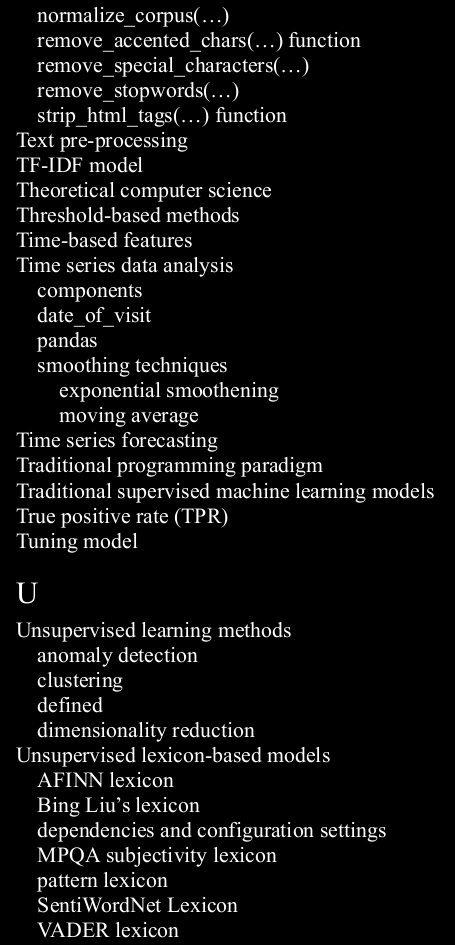 normalize_corpus(…)
remove_accented_chars(…) function
remove_special_characters(…)
remove_stopwords(…)
strip_html_tags(…) function
Text pre-processing
TF-IDF model
Theoretical computer science
Threshold-based methods
Time-based features
Time series data analysis
components
date_of_visit
pandas
smoothing techniques
exponential smoothening
moving average
Time series forecasting
Traditional programming paradigm
Traditional supervised machine learning models
True positive rate (TPR)
Tuning model
U
Unsupervised learning methods
anomaly detection
clustering
defined
dimensionality reduction
Unsupervised lexicon-based models
AFINN lexicon
Bing Liu’s lexicon
dependencies and configuration settings
MPQA subjectivity lexicon
pattern lexicon
SentiWordNet Lexicon
VADER lexicon